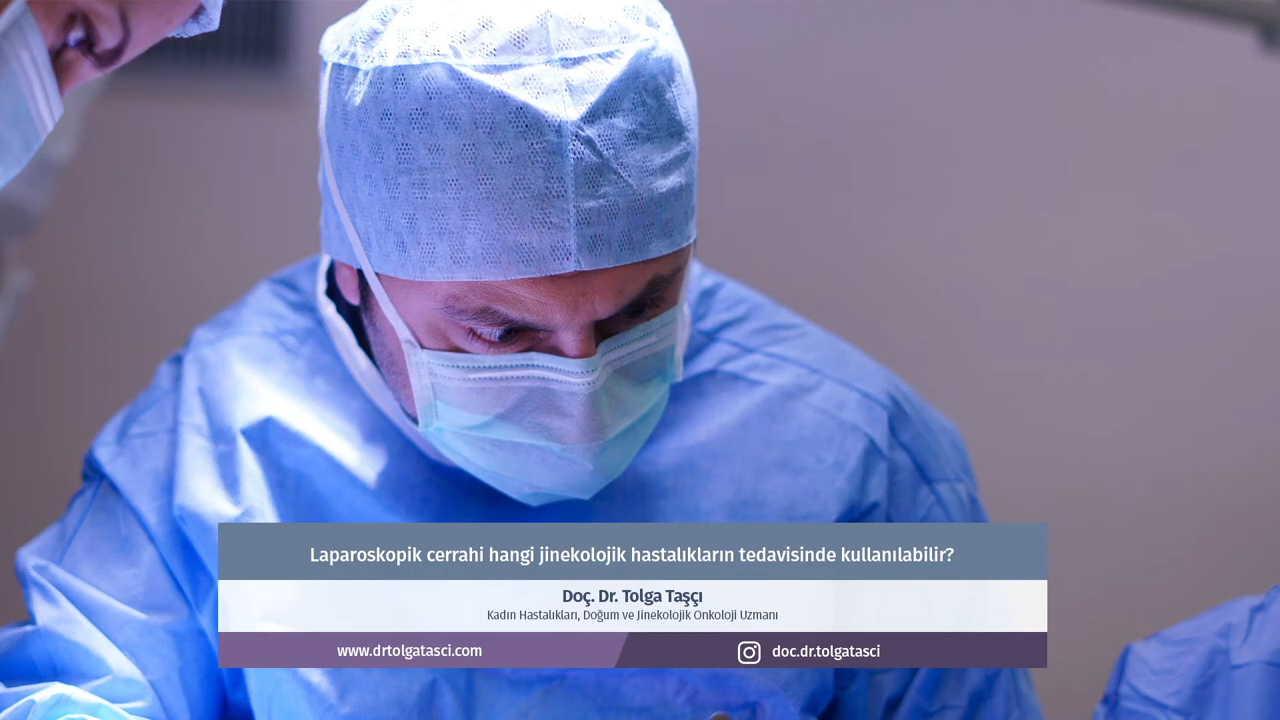 Laparoskopik cerrahi hangi jinekolojik hastalıkların tedavisinde kullanılabilir?
Doç. Dr. Tolga Taşçı
Kadın Hastalıkları, Doğum ve Jinekolojik Onkoloji Uzmanı
www.drtolgatasci.com
doc.dr.tolgatasci